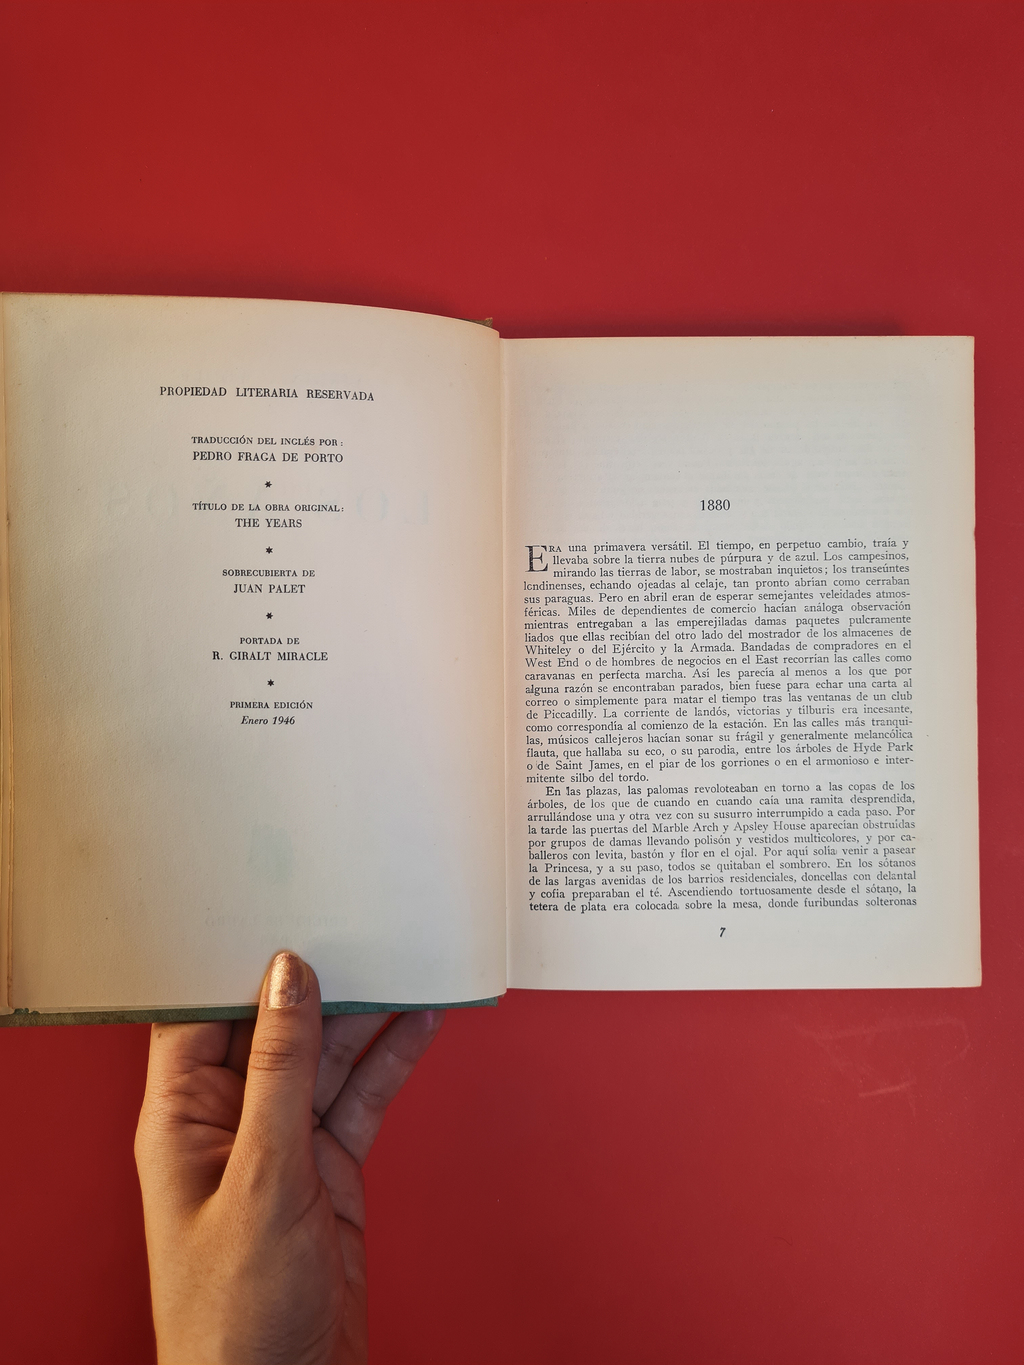 PROPIEDAD LITERARIA RESERVADA
TRADUCCIÓN DEL INGLÉS POR:
PEDRO FRAGA DE PORTO
*
TÍTULO DE LA OBRA ORIGINAL:
THE YEARS
*
SOBRECUBIERTA DE
JUAN PALET
*
PORTADA DE
R. GIRALT MIRACLE
*
PRIMERA EDICIÓN
Enero 1946
1880
ERA una primavera versátil. El tiempo, en perpetuo cambio, traía y
llevaba sobre la tierra nubes de púrpura y de azul. Los campesinos,
mirando las tierras de labor, se mostraban inquietos; los transeúntes
londinenses, echando ojeadas al celaje, tan pronto abrían como cerraban
sus paraguas. Pero en abril eran de esperar semejantes veleidades atmos-
féricas. Miles de dependientes de comercio hacían análoga observación
mientras entregaban a las emperejiladas damas paquetes pulcramente
liados que ellas recibían del otro lado del mostrador de los almacenes de
Whiteley o del Ejército y la Armada. Bandadas de compradores en el
West End o de hombres de negocios en el East recorrían las calles como
caravanas en perfecta marcha. Así les parecía al menos a los que por
alguna razón se encontraban parados, bien fuese para echar una carta al
correo o simplemente para matar el tiempo tras las ventanas de un club
de Piccadilly. La corriente de landós, victorias y tilburis era incesante,
como correspondía al comienzo de la estación. En las calles más tranqui-
las, músicos callejeros hacían sonar su frágil y generalmente melancólica
flauta, que hallaba su eco, o su parodia, entre los árboles de Hyde Park
o de Saint James, en el piar de los gorriones o en el armonioso e inter-
mitente silbo del tordo.
En las plazas, las palomas revoloteaban en torno a las copas de los
árboles, de los que de cuando en cuando caía una ramita desprendida,
arrullándose una y otra vez con su susurro interrumpido a cada paso. Por
la tarde las puertas del Marble Arch y Apsley House aparecían obstruidas
por grupos de damas llevando polisón y vestidos multicolores, y por ca-
balleros con levita, bastón y flor en el ojal. Por aquí solía venir a pasear
la Princesa, y a su paso, todos se quitaban el sombrero. En los sótanos
de las largas avenidas de los barrios residenciales, doncellas con delantal
y cofia preparaban el té. Ascendiendo tortuosamente desde el sótano, la
tetera de plata era colocada sobre la mesa, donde furibundas solteronas
7